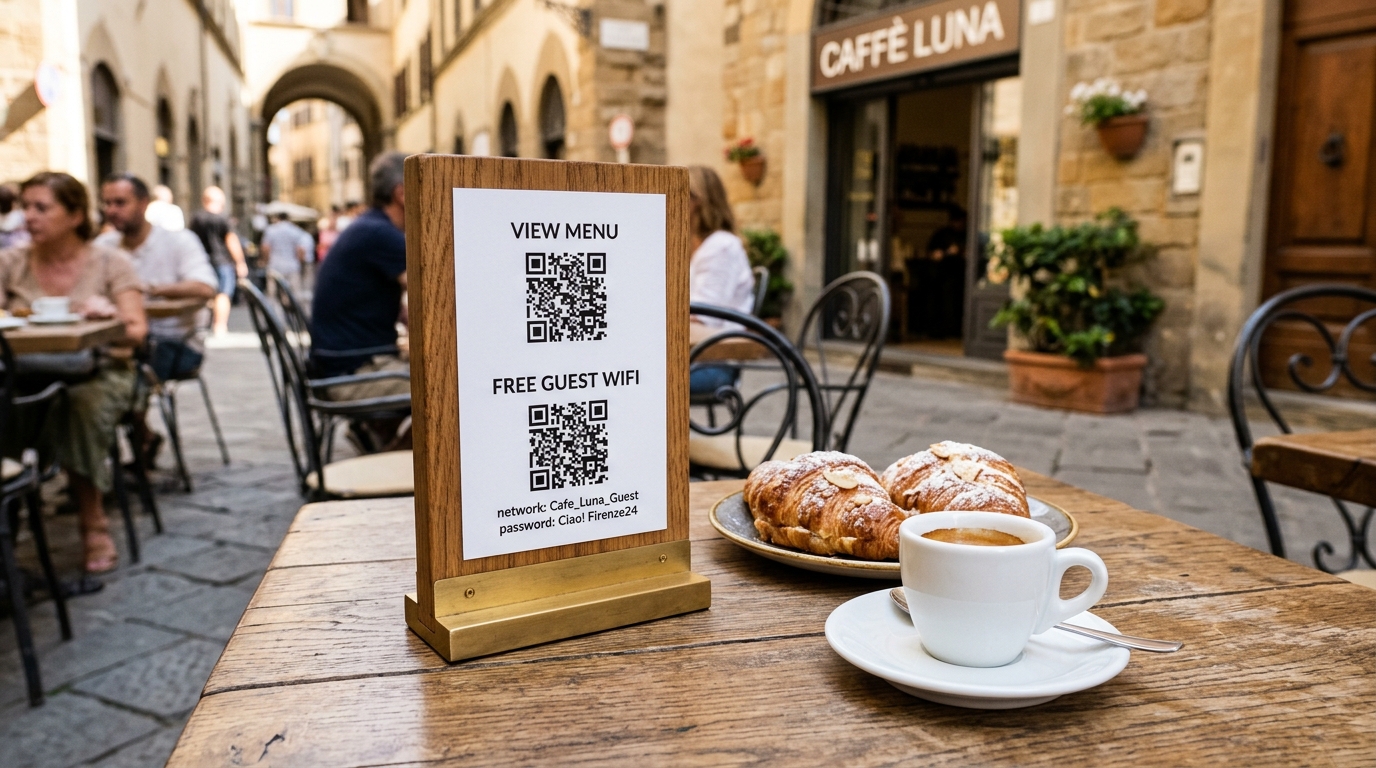 CAFFÈ LUNA
VIEW MENU
FREE GUEST WIFI
network: Cafe_Luna_Guest
password: Ciao! Firenze24